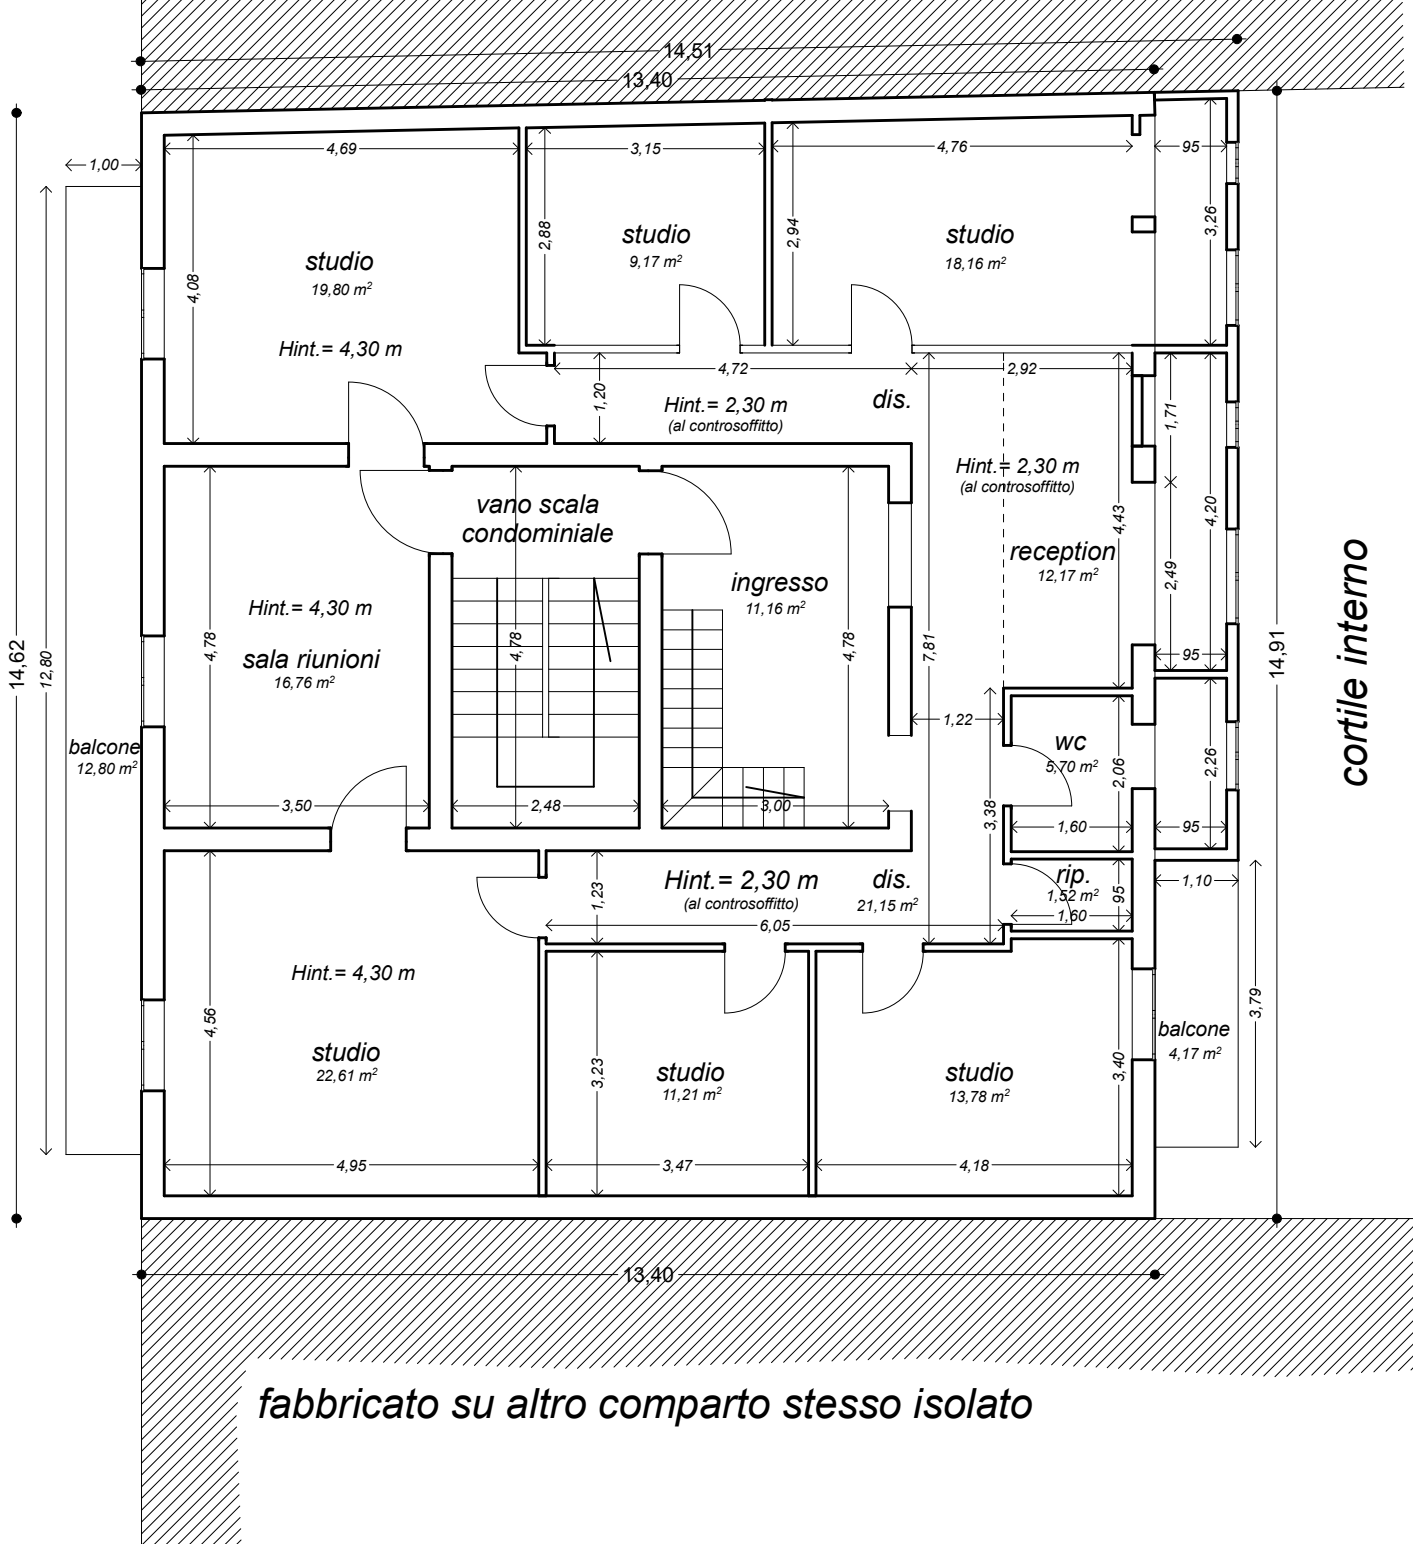 14,51
13,40
1,00
4,69
3,15
4,76
95
2,88
2,94
3,26
studio
9,17 m²
studio
18,16 m²
studio
19,80 m²
4,08
Hint.= 4,30 m
4,72
2,92
1,20
dis.
Hint.= 2,30 m
(al controsoffitto)
1,71
Hint.= 2,30 m
(al controsoffitto)
vano scala
condominiale
4,43
4,20
reception
12,17 m²
2,49
ingresso
11,16 m²
Hint.= 4,30 m
sala riunioni
16,76 m²
4,78
4,78
4,78
7,81
95
14,62
12,80
14,91
cortile interno
1,22
balcone
12,80 m²
wc
5,70 m²
2,06
2,26
3,50
2,48
3,00
3,38
1,60
95
Hint.= 2,30 m
(al controsoffitto)
dis.
21,15 m²
rip.
1,52 m²
95
1,60
1,10
1,23
6,05
Hint.= 4,30 m
4,56
3,79
studio
22,61 m²
3,23
studio
11,21 m²
studio
13,78 m²
3,40
balcone
4,17 m²
4,95
3,47
4,18
13,40
fabbricato su altro comparto stesso isolato